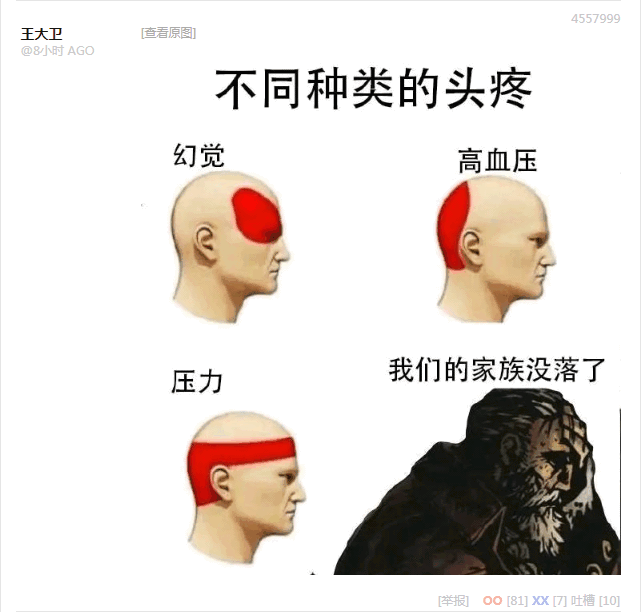 4557999
王大卫
[查看原图]
@8小时 AGO
不同种类的头疼
幻觉
高血压
压力
我们的家族没落了
[举报] OO [81] XX [7] 吐槽 [10]